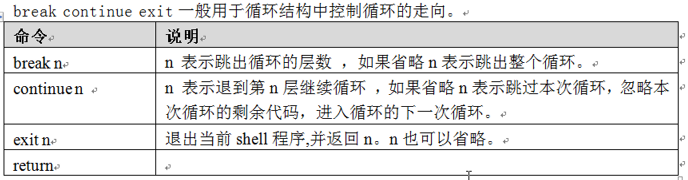 break continue exit 一般用于循环结构中控制循环的走向。
命令 说明
break n n 表示跳出循环的层数 ，如果省略 n 表示跳出整个循环。
continue n n 表示退到第 n 层继续循环 ，如果省略 n 表示跳过本次循环，忽略本
次循环的剩余代码，进入循环的下一次循环。
exit n 退出当前 shell 程序,并返回 n。n 也可以省略。
return